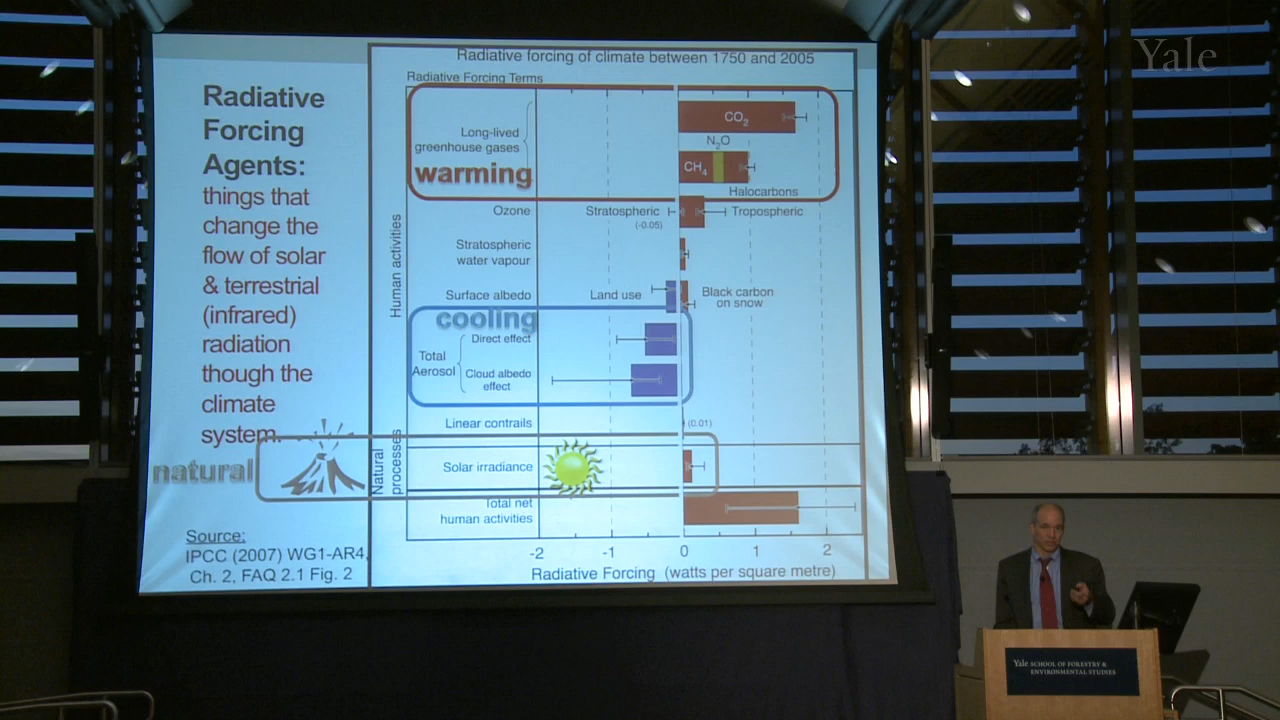 Yale
Radiative
Forcing
Agents:
things that
change the
flow of solar
& terrestrial
(infrared)
radiation
though the
climate
system.
natural
Source:
IPCC (2007) WG1-AR4,
Ch. 2, FAQ 2.1 Fig. 2
Radiative forcing of climate between 1750 and 2005
Radiative Forcing Terms
Human activities
Natural
processes
Long-lived
greenhouse gases
warming
CO₂
N₂O
CH₄
Halocarbons
Ozone
Stratospheric
(-0.05)
Tropospheric
Stratospheric
water vapour
Surface albedo
Land use
Black carbon
on snow
cooling
Total
Aerosol
Direct effect
Cloud albedo
effect
Linear contrails
(0.01)
Solar irradiance
Total net
human activities
-2 -1 0 1 2
Radiative Forcing (watts per square metre)
Yale SCHOOL OF FORESTRY &
ENVIRONMENTAL STUDIES